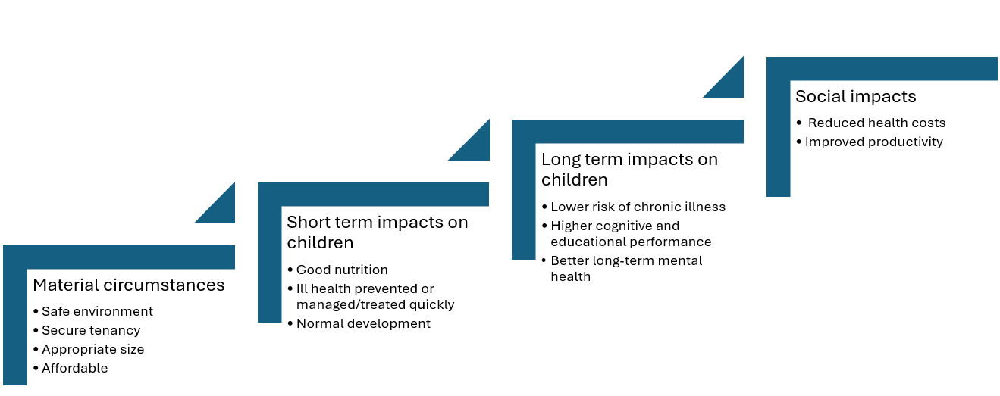 Material circumstances
• Safe environment
• Secure tenancy
• Appropriate size
• Affordable
Short term impacts on
children
• Good nutrition
• Ill health prevented or
managed/treated quickly
• Normal development
Long term impacts on
children
• Lower risk of chronic illness
• Higher cognitive and
educational performance
• Better long-term mental
health
Social impacts
• Reduced health costs
• Improved productivity